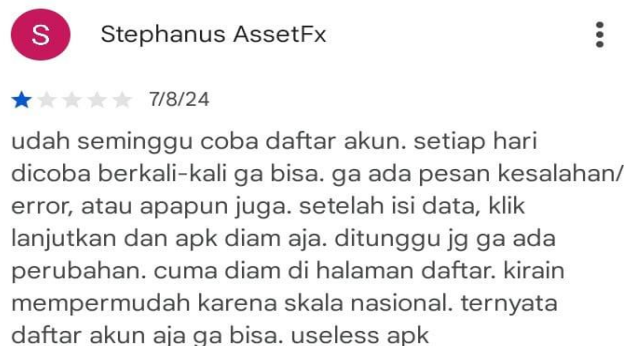 S
Stephanus AssetFx
7/8/24
udah seminggu coba daftar akun. setiap hari
dicoba berkali-kali ga bisa. ga ada pesan kesalahan/
error, atau apapun juga. setelah isi data, klik
lanjutkan dan apk diam aja. ditunggu jg ga ada
perubahan. cuma diam di halaman daftar. kirain
mempermudah karena skala nasional. ternyata
daftar akun aja ga bisa. useless apk